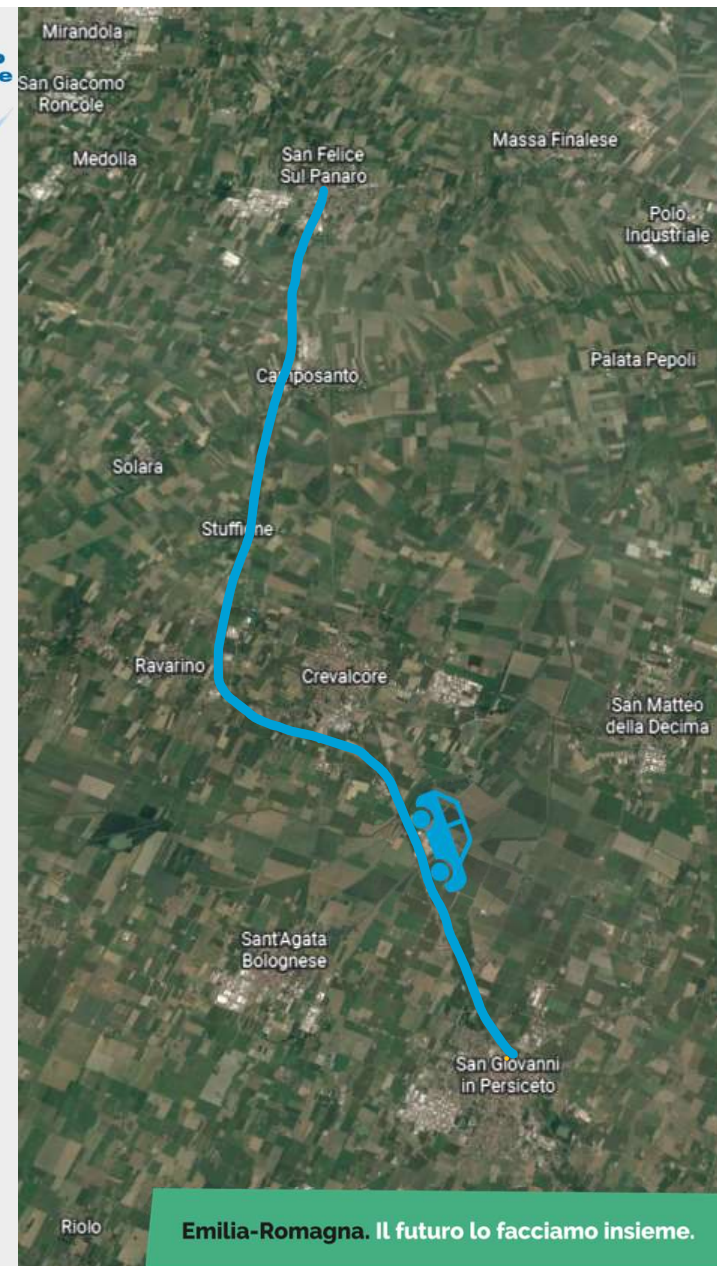 Mirandola
San Giacomo
Roncole
Medolla
San Felice
Sul Panaro
Massa Finalese
Polo
Industriale
Camposanto
Palata Pepoli
Solara
Stuffione
Ravarino
Crevalcore
San Matteo
della Decima
Sant'Agata
Bolognese
San Giovanni
in Persiceto
Riolo
Emilia-Romagna. Il futuro lo facciamo insieme.